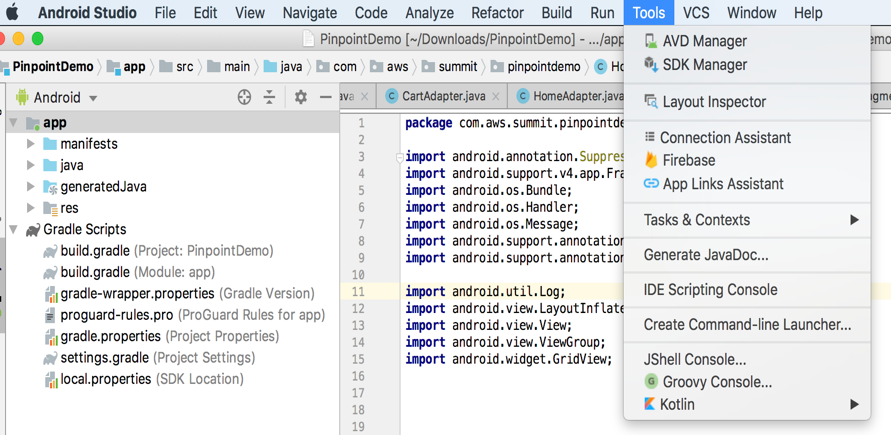 Android Studio File Edit View Navigate Code Analyze Refactor Build Run Tools VCS Window Help
PinpointDemo [~/Downloads/PinpointDemo] - .../app
PinpointDemo app src main java com aws summit pinpointdemo
Android
CartAdapter.java HomeAdapter.java
app
manifests
java
generatedJava
res
Gradle Scripts
build.gradle (Project: PinpointDemo)
build.gradle (Module: app)
gradle-wrapper.properties (Gradle Version)
proguard-rules.pro (ProGuard Rules for app)
gradle.properties (Project Properties)
settings.gradle (Project Settings)
local.properties (SDK Location)
1 package com.aws.summit.pinpointde
2
3 import android.annotation.Suppres
4 import android.support.v4.app.Fra
5 import android.os.Bundle;
6 import android.os.Handler;
7 import android.os.Message;
8 import android.support.annotation
9 import android.support.annotation
10
11 import android.util.Log;
12 import android.view.LayoutInflate
13 import android.view.View;
14 import android.view.ViewGroup;
15 import android.widget.GridView;
16
17
18
19
AVD Manager
SDK Manager
Layout Inspector
Connection Assistant
Firebase
App Links Assistant
Tasks & Contexts
Generate JavaDoc...
IDE Scripting Console
Create Command-line Launcher...
JShell Console...
Groovy Console...
Kotlin